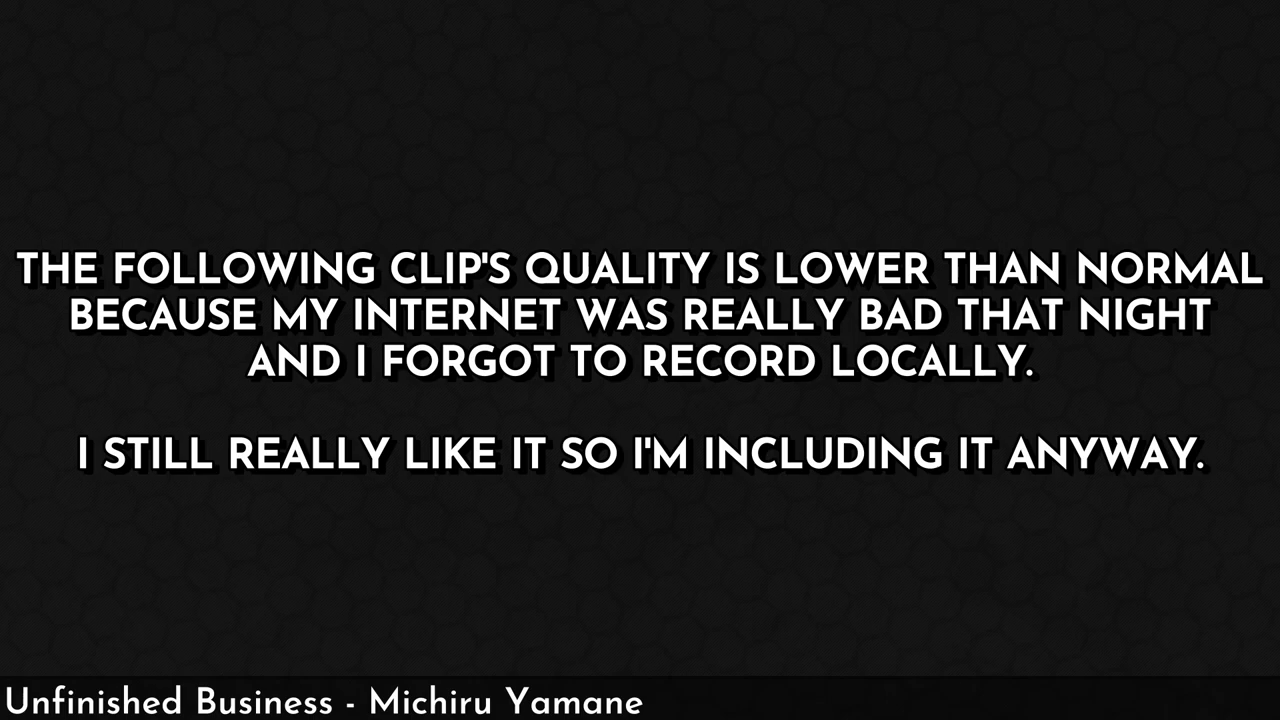 THE FOLLOWING CLIP'S QUALITY IS LOWER THAN NORMAL
BECAUSE MY INTERNET WAS REALLY BAD THAT NIGHT
AND I FORGOT TO RECORD LOCALLY.
I STILL REALLY LIKE IT SO I'M INCLUDING IT ANYWAY.
Unfinished Business - Michiru Yamane